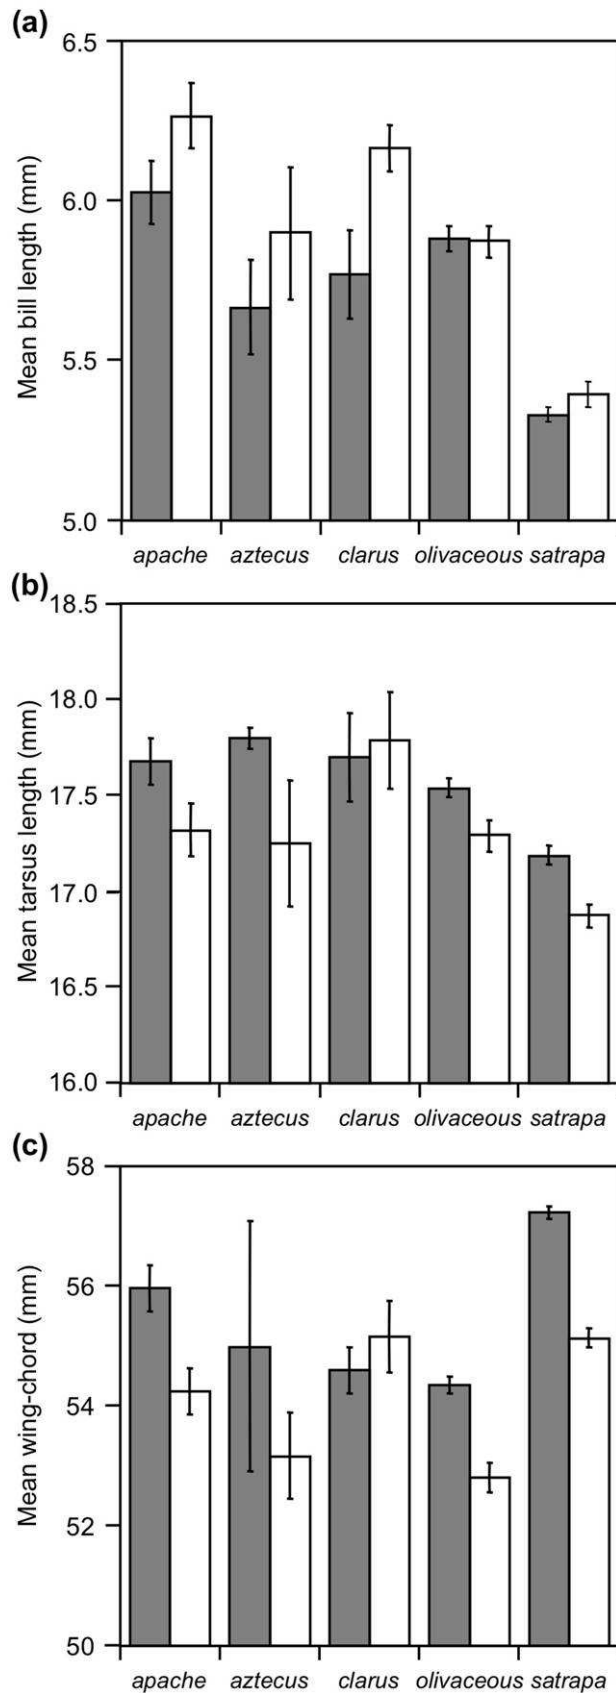 (a)
Mean bill length (mm)
6.5
6.0
5.5
5.0
apache aztecus clarus olivaceous satrapa
(b)
Mean tarsus length (mm)
18.5
18.0
17.5
17.0
16.5
16.0
apache aztecus clarus olivaceous satrapa
(c)
Mean wing-chord (mm)
58
56
54
52
50
apache aztecus clarus olivaceous satrapa